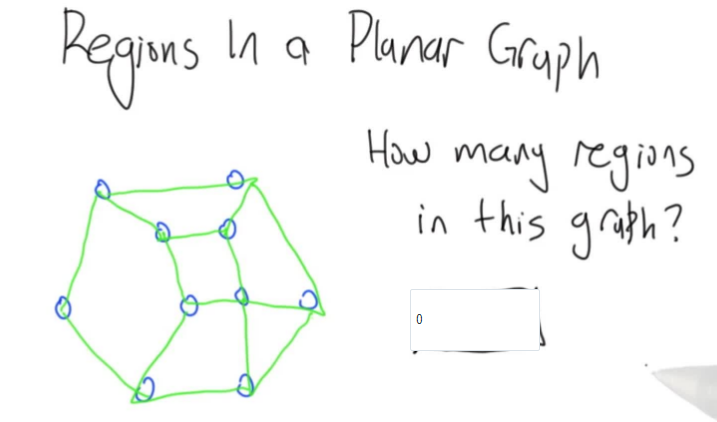 Regions In a Planar Graph
How many regions
in this graph?
0